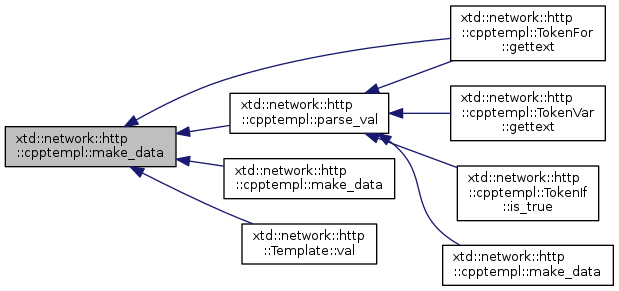 xtd::network::http
::cpptempl::make_data
xtd::network::http
::cpptempl::TokenFor
::gettext
xtd::network::http
::cpptempl::parse_val
xtd::network::http
::cpptempl::make_data
xtd::network::http
::Template::val
xtd::network::http
::cpptempl::TokenVar
::gettext
xtd::network::http
::cpptempl::TokenIf
::is_true
xtd::network::http
::cpptempl::make_data